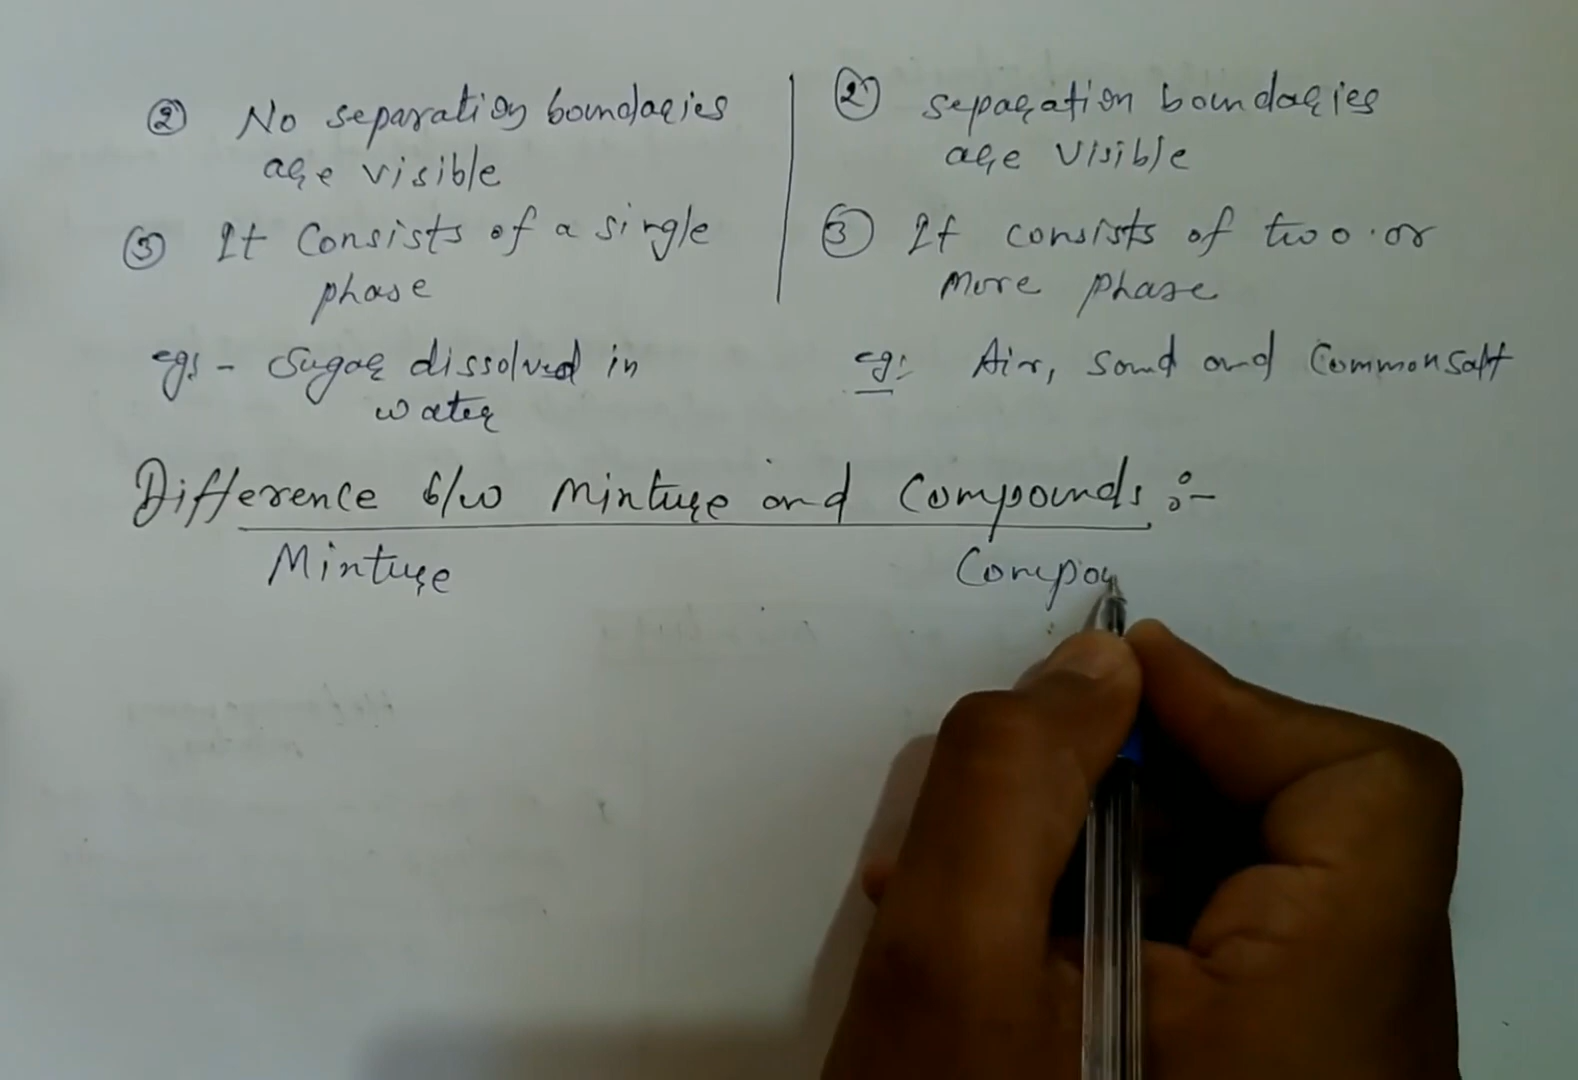 ② No separation boundaries
are visible
③ It Consists of a single
phase
eg:- Sugar dissolved in
water
② separation boundaries
are visible
③ It consists of two or
more phase
eg: Air, sand and Common salt
Difference b/w Mixture and Compounds :-
Mixture
Compou